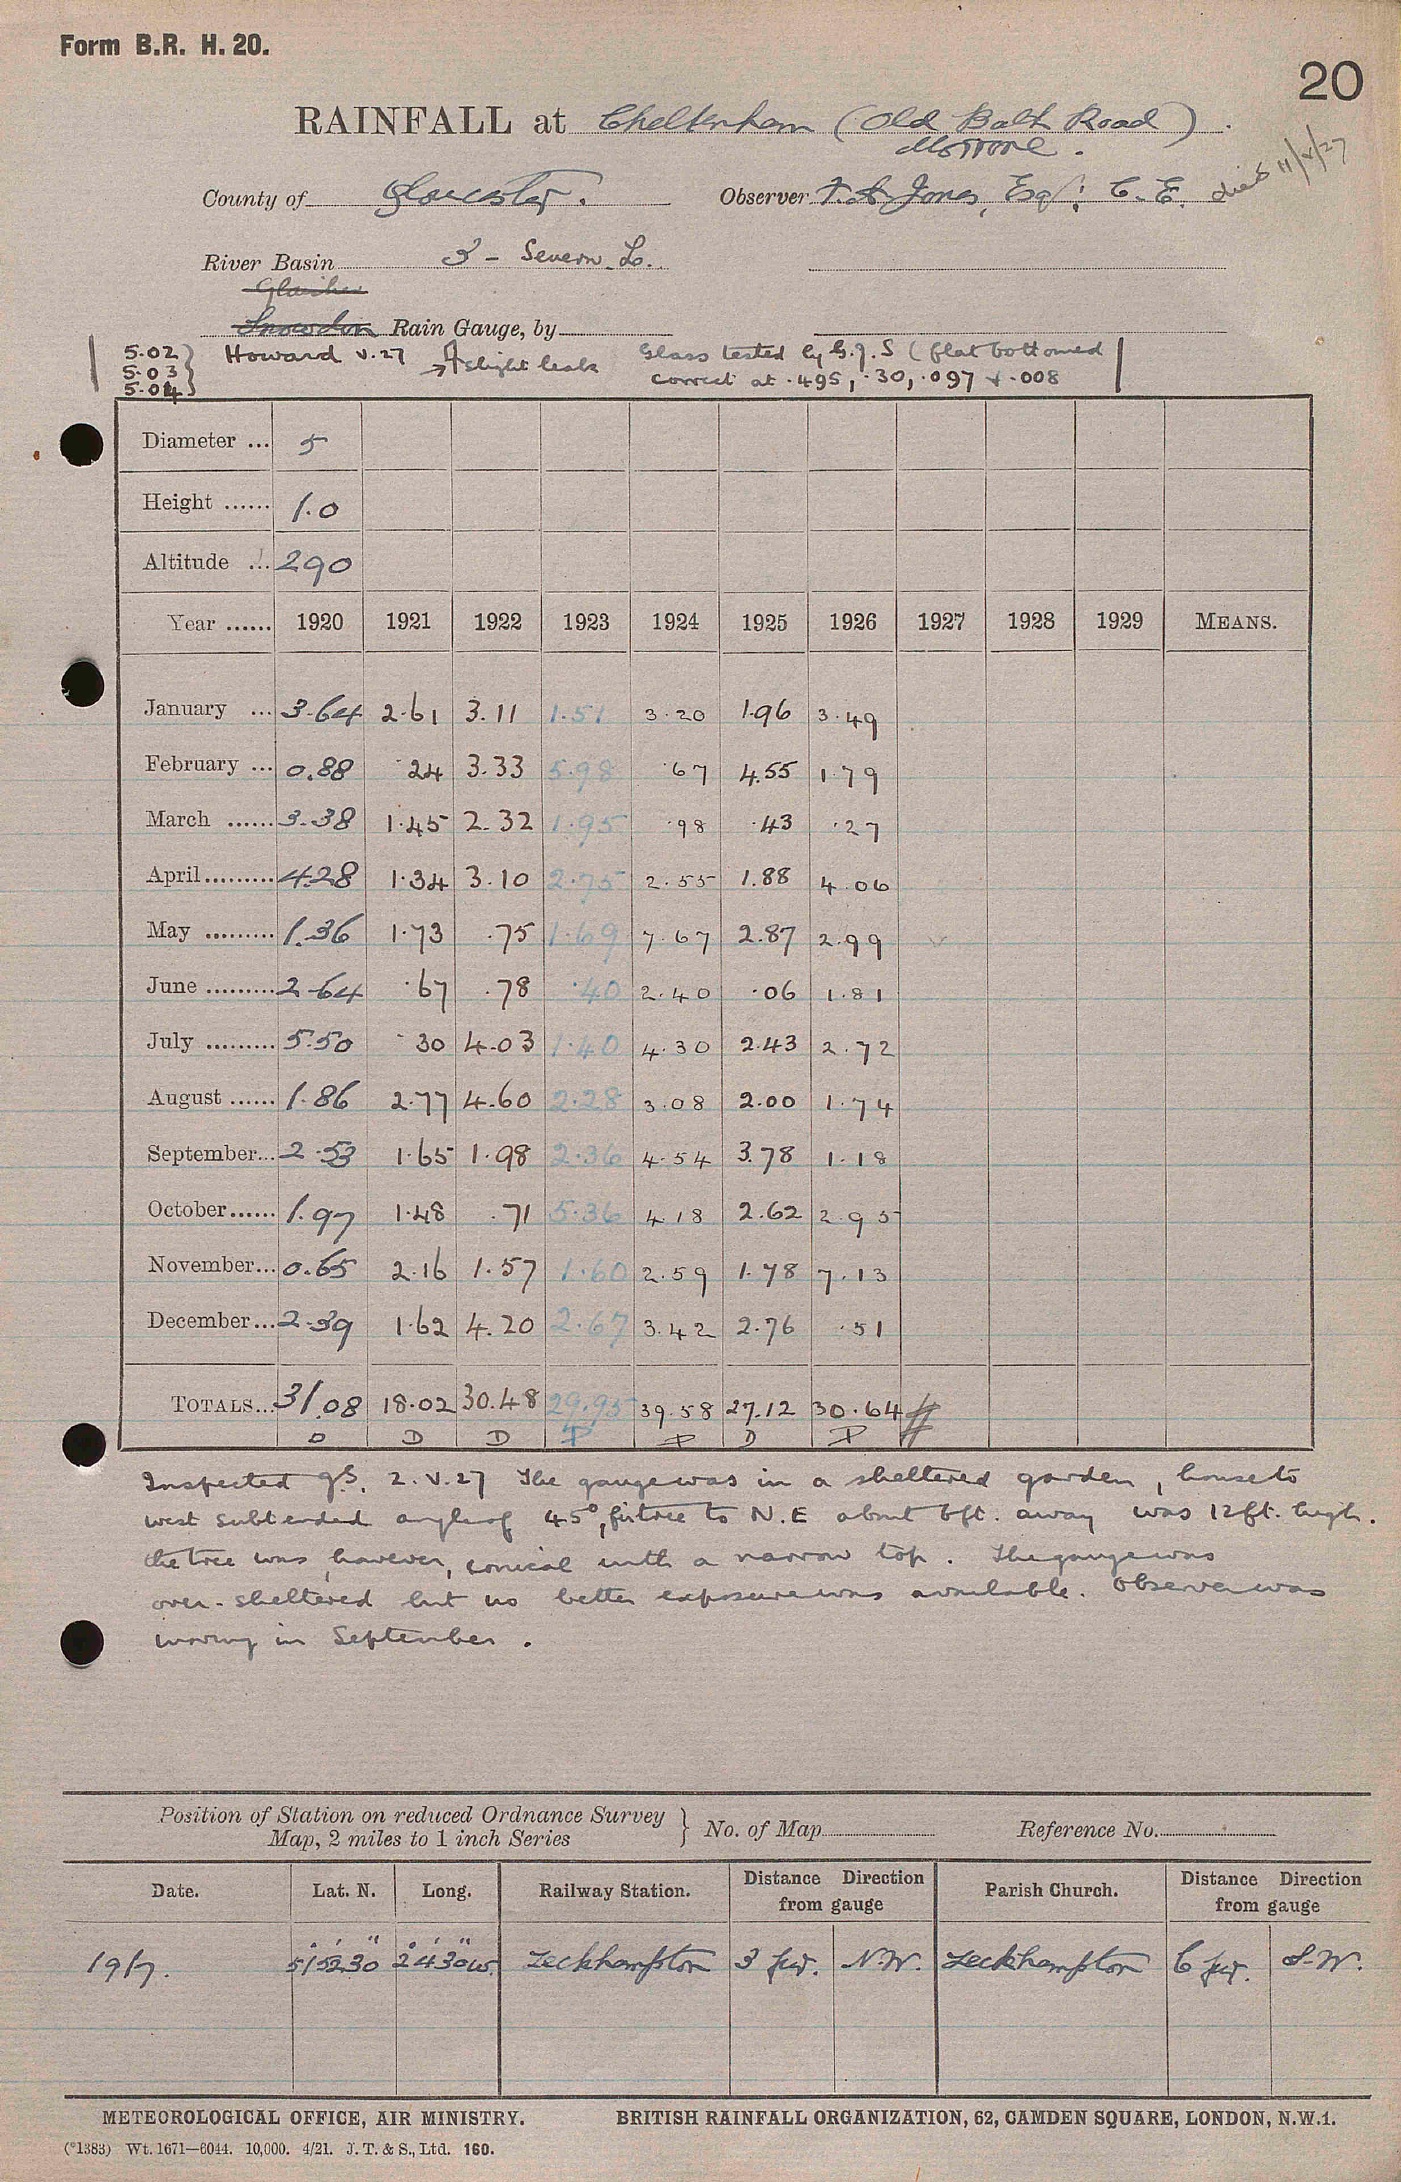 Form B.R. H. 20.
20
RAINFALL at Cheltenham (Old Bath Road)
County of Gloucester. Observer F. A. Jones, Esq.: C. E. died 11/V/27
River Basin 3 - Severn L.
Glaisher
Snowdon Rain Gauge, by
5.02 } Howard V.27 → slight leak Glass tested by G.J.S (flat bottomed
5.03 correct at .495, .30, .097 & .008
5.04
Diameter ... 5
Height ...... 1.0
Altitude ... 290
Year ...... 1920 1921 1922 1923 1924 1925 1926 1927 1928 1929 MEANS.
January ... 3.64 2.61 3.11 1.51 3.20 1.96 3.49
February ... 0.88 .24 3.33 5.98 .67 4.55 1.79
March ...... 3.38 1.45 2.32 1.95 .98 .43 .27
April ......... 4.28 1.34 3.10 2.75 2.55 1.88 4.06
May ......... 1.36 1.73 .75 1.69 7.67 2.87 2.99
June ......... 2.64 .67 .78 .40 2.40 .06 1.81
July ......... 5.50 .30 4.03 1.40 4.30 2.43 2.72
August ...... 1.86 2.77 4.60 2.28 3.08 2.00 1.74
September... 2.53 1.65 1.98 2.36 4.54 3.78 1.18
October...... 1.97 1.48 .71 5.36 4.18 2.62 2.95
November... 0.65 2.16 1.57 1.60 2.59 1.78 7.13
December... 2.39 1.62 4.20 2.67 3.42 2.76 .51
TOTALS... 31.08 18.02 30.48 29.95 39.58 27.12 30.64
D D D P P D P
Inspected G.S. 2.V.27 The gauge was in a sheltered garden, house to
west subtended angle of 45°, fir tree to N.E about 6ft. away was 12ft. high.
the tree was, however, conical with a narrow top. The gauge was
over-sheltered but no better exposure was available. Observer was
moving in September.
Position of Station on reduced Ordnance Survey } No. of Map Reference No.
Map, 2 miles to 1 inch Series
Date. Lat. N. Long. Railway Station. Distance Direction from gauge Parish Church. Distance Direction from gauge
1917. 51° 52' 30" 2° 4' 30" W. Leckhampton 3 fur. N.W. Leckhampton 6 fur. S.W.
METEOROLOGICAL OFFICE, AIR MINISTRY. BRITISH RAINFALL ORGANIZATION, 62, CAMDEN SQUARE, LONDON, N.W.1.
(*1383) Wt. 1671—6044. 10,000. 4/21. J. T. & S., Ltd. 160.